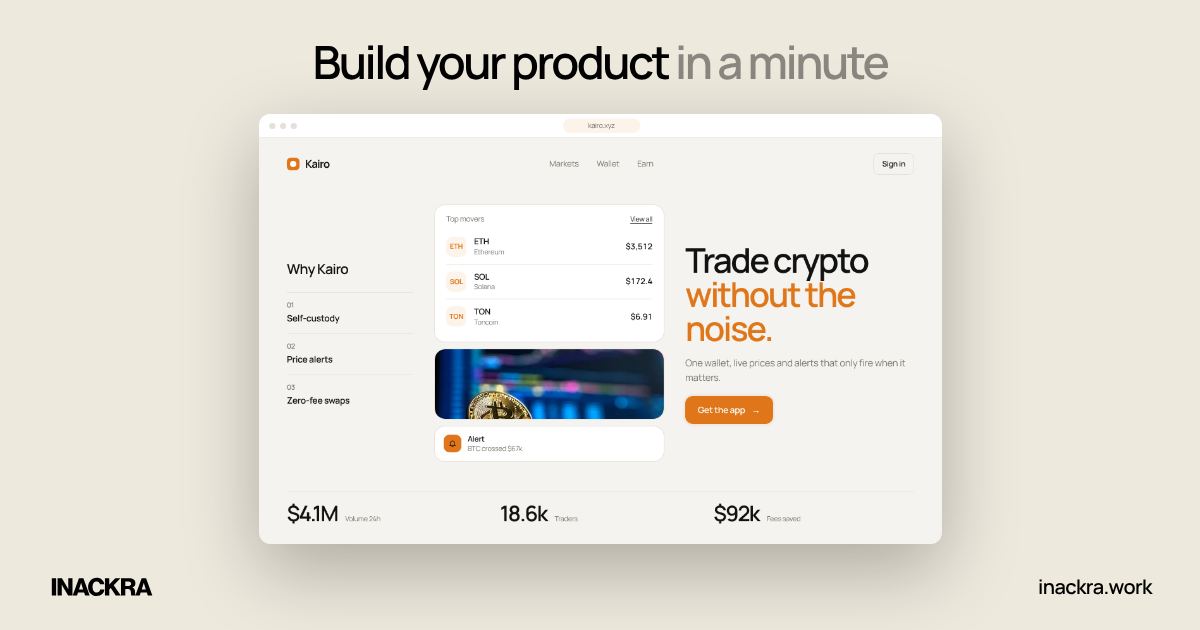 Build your product in a minute
kairo.xyz
Kairo
Markets Wallet Earn
Sign in
Why Kairo
01
Self-custody
02
Price alerts
03
Zero-fee swaps
Top movers View all
ETH ETH $3,512
Ethereum
SOL SOL $172.4
Solana
TON TON $6.91
Toncoin
Alert
BTC crossed $67k
Trade crypto
without the
noise.
One wallet, live prices and alerts that only fire when it
matters.
Get the app →
$4.1M Volume 24h
18.6k Traders
$92k Fees saved
INACKRA
inackra.work